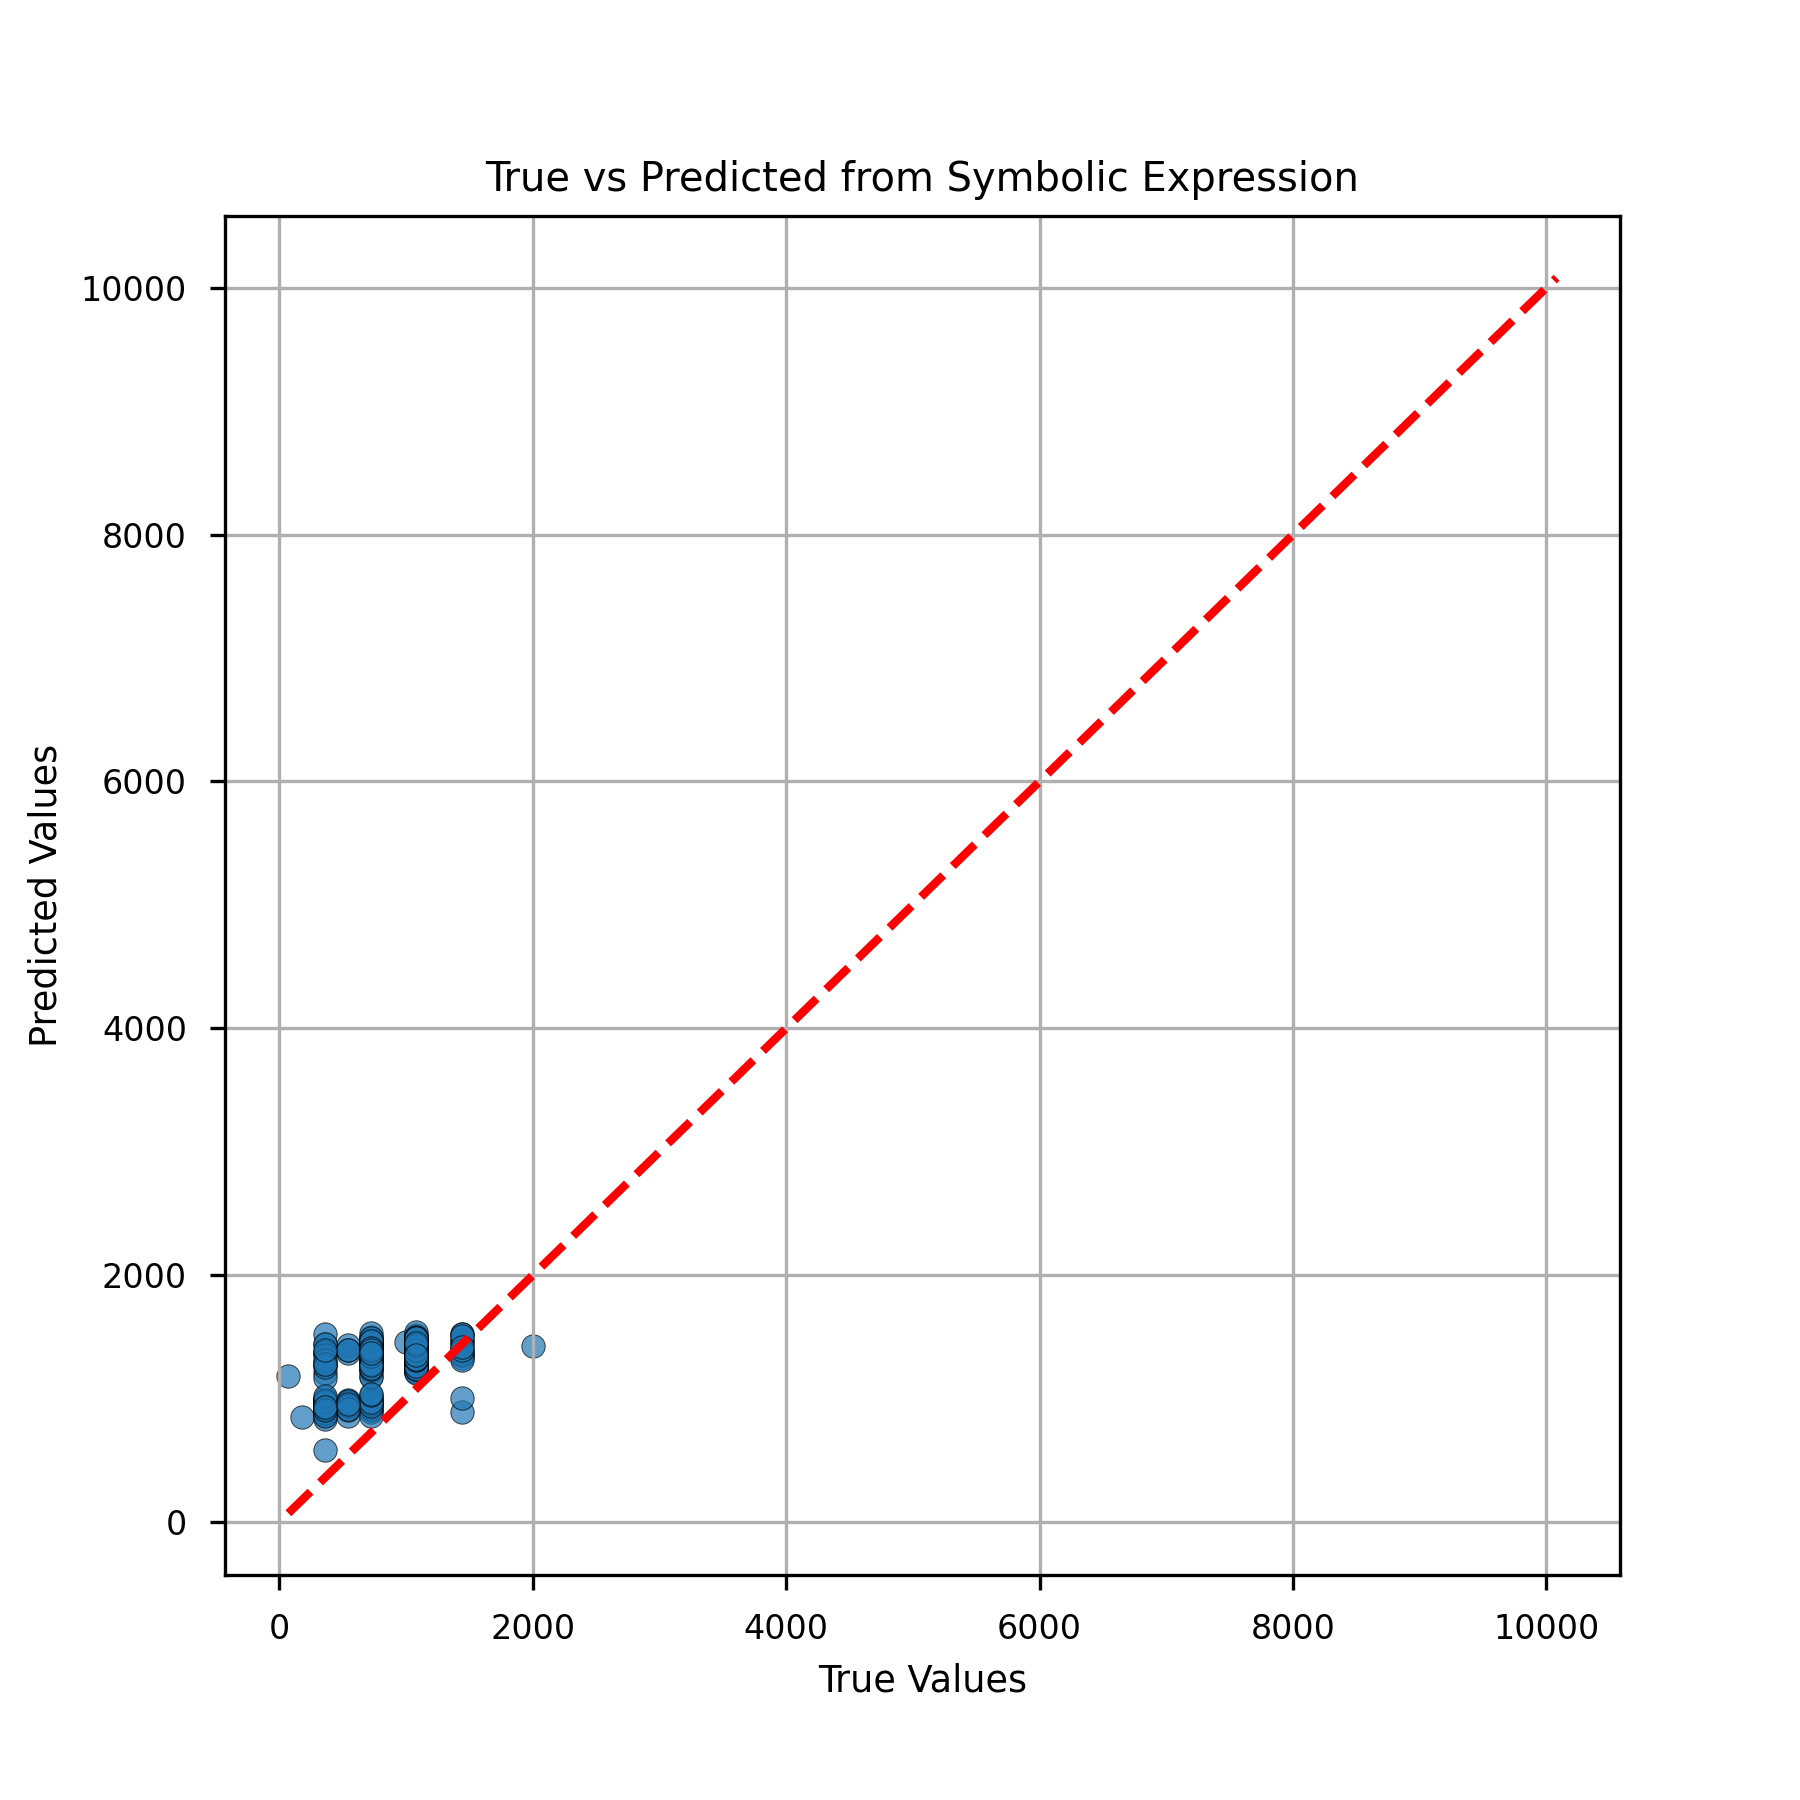 True vs Predicted from Symbolic Expression
10000
8000
6000
4000
2000
0
Predicted Values
0 2000 4000 6000 8000 10000
True Values